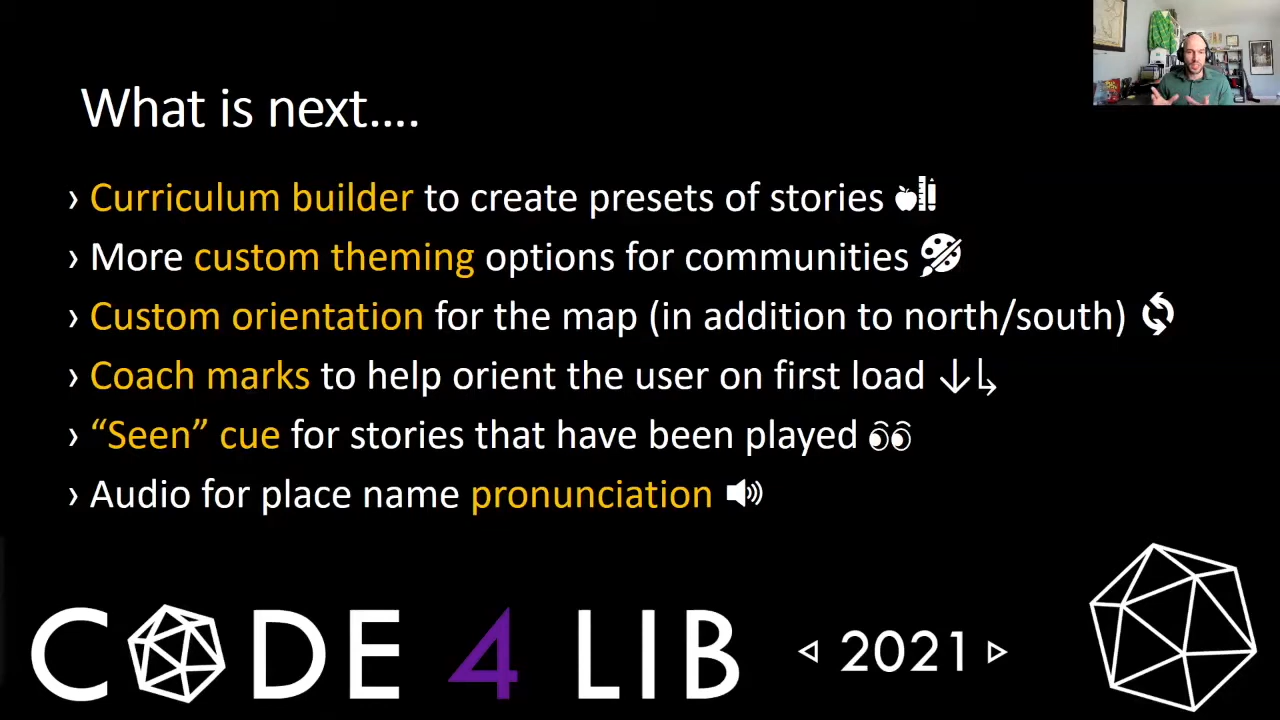 What is next....
› Curriculum builder to create presets of stories
› More custom theming options for communities
› Custom orientation for the map (in addition to north/south)
› Coach marks to help orient the user on first load
› “Seen” cue for stories that have been played
› Audio for place name pronunciation
CODE 4 LIB
2021